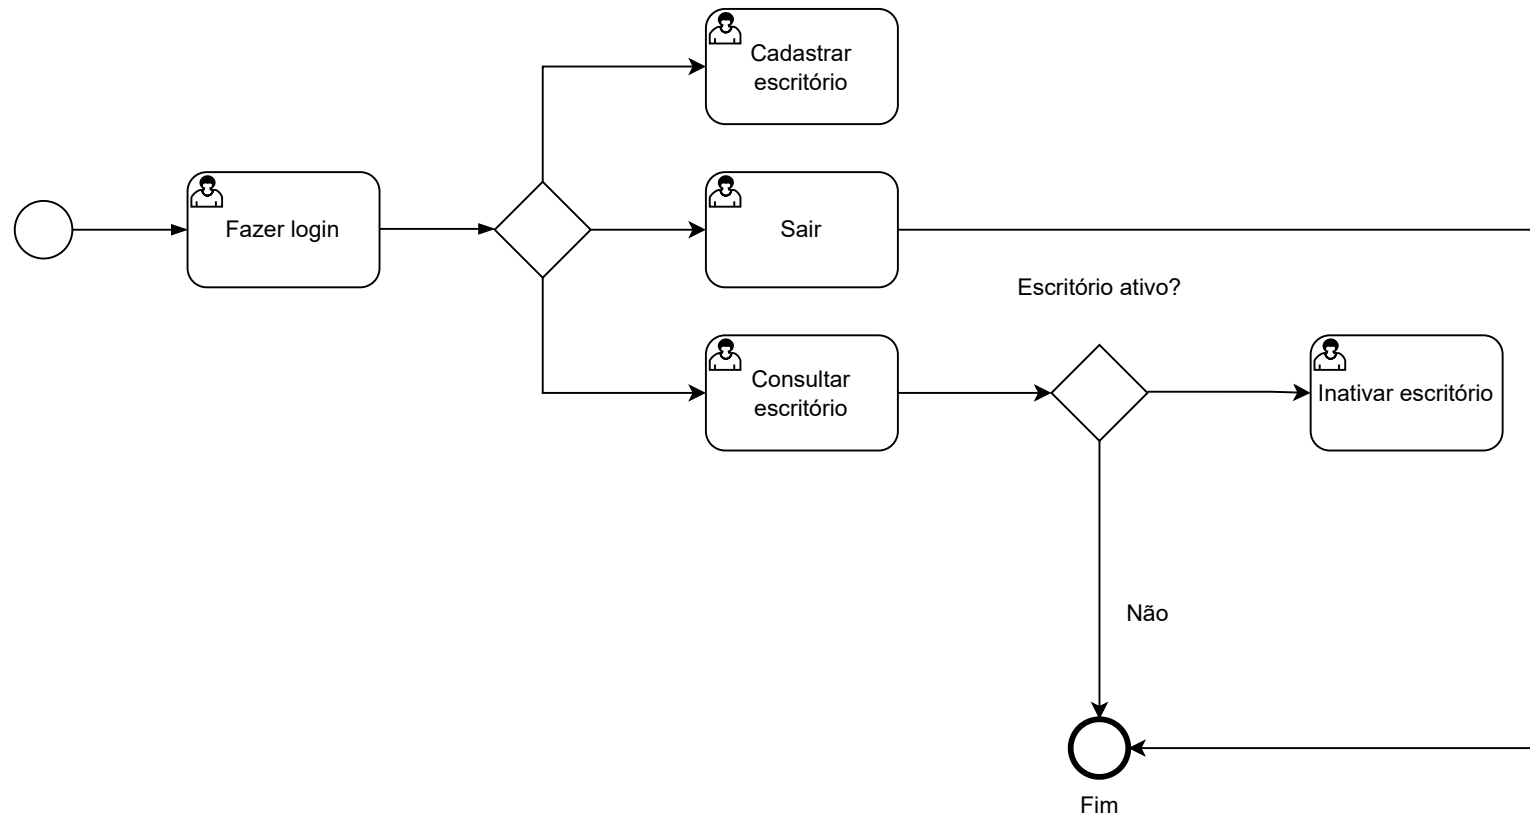 Cadastrar
escritório
Fazer login
Sair
Escritório ativo?
Consultar
escritório
Inativar escritório
Não
Fim